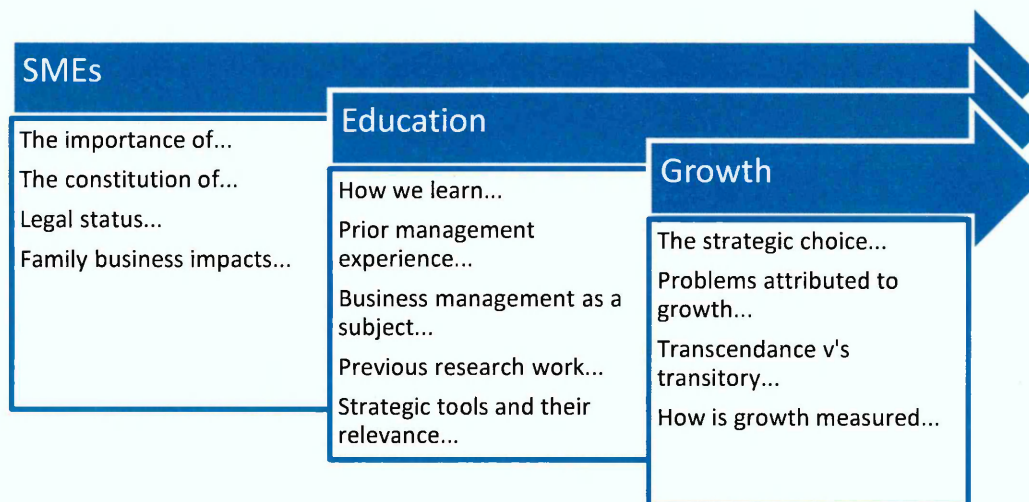 SMEs
The importance of...
The constitution of...
Legal status...
Family business impacts...
Education
How we learn...
Prior management
experience...
Business management as a
subject...
Previous research work...
Strategic tools and their
relevance...
Growth
The strategic choice...
Problems attributed to
growth...
Transcendance v's
transitory...
How is growth measured...